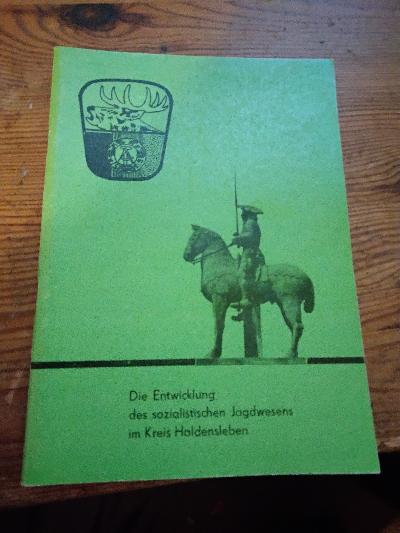 Die Entwicklung
des sozialistischen Jagdwesens
im Kreis Haldensleben